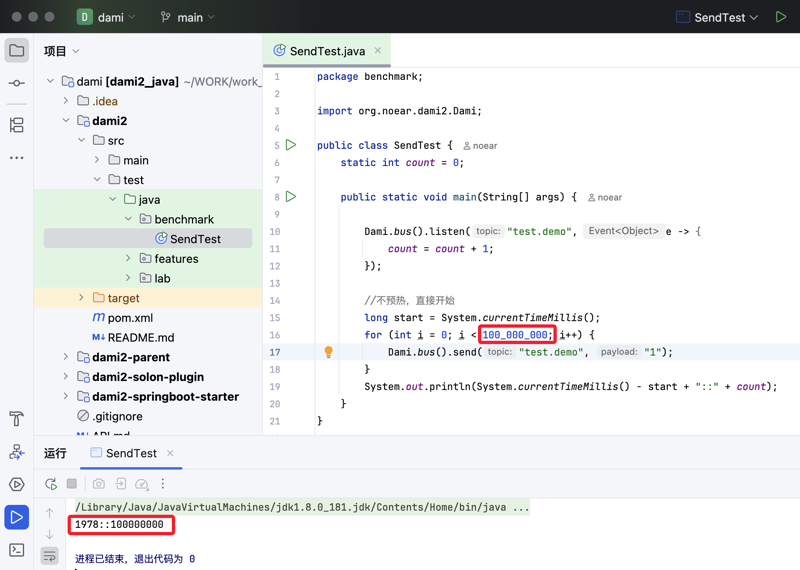 D dami main SendTest
项目
dami [dami2_java] ~/WORK/work_
.idea
dami2
src
main
test
java
benchmark
SendTest
features
lab
target
pom.xml
README.md
dami2-parent
dami2-solon-plugin
dami2-springboot-starter
.gitignore
API.md
SendTest.java
1 package benchmark;
2
3 import org.noear.dami2.Dami;
4
5 public class SendTest { noear
6 static int count = 0;
7
8 public static void main(String[] args) { noear
9
10 Dami.bus().listen( topic: "test.demo", Event<Object> e -> {
11 count = count + 1;
12 });
13
14 //不预热，直接开始
15 long start = System.currentTimeMillis();
16 for (int i = 0; i < 100_000_000; i++) {
17 Dami.bus().send( topic: "test.demo", payload: "1");
18 }
19 System.out.println(System.currentTimeMillis() - start + "::" + count);
20 }
21 }
运行 SendTest
/Library/Java/JavaVirtualMachines/jdk1.8.0_181.jdk/Contents/Home/bin/java ...
1978::100000000
进程已结束，退出代码为 0